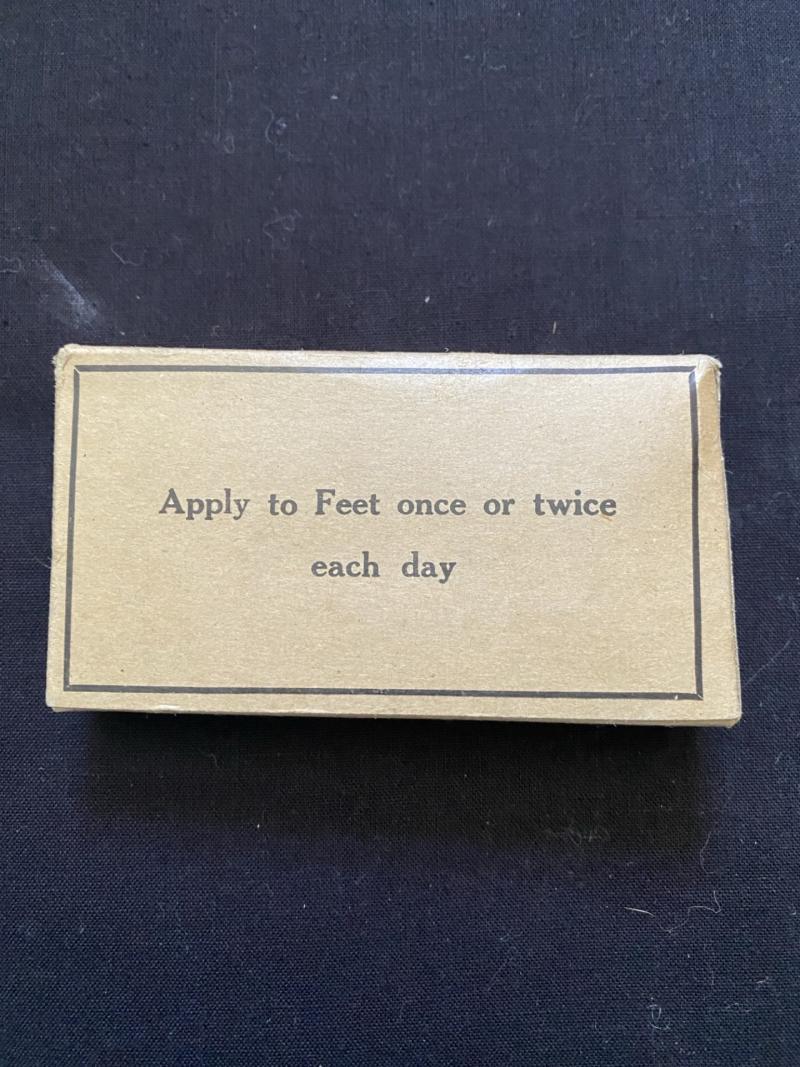 Apply to Feet once or twice
each day